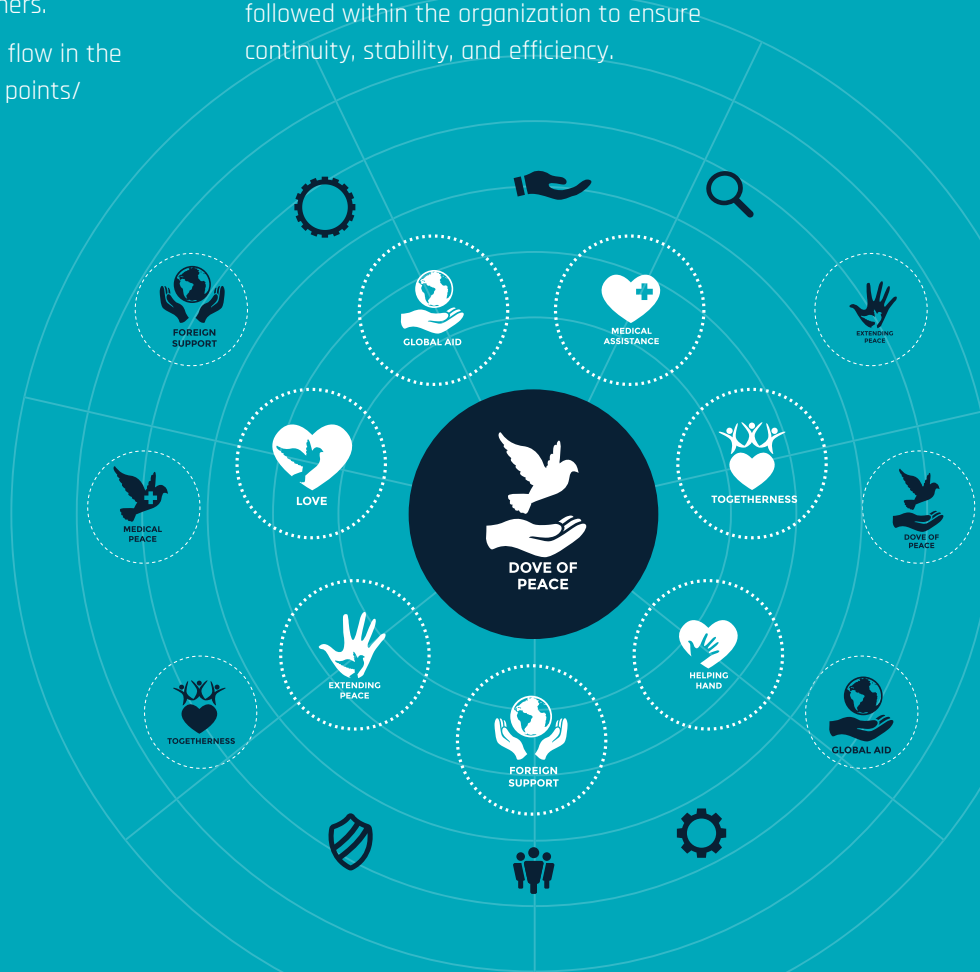 ners.
flow in the
points/
followed within the organization to ensure
continuity, stability, and efficiency.
FOREIGN
SUPPORT
GLOBAL AID
MEDICAL
ASSISTANCE
EXTENDING
PEACE
LOVE
TOGETHERNESS
MEDICAL
PEACE
DOVE OF
PEACE
DOVE OF
PEACE
EXTENDING
PEACE
HELPING
HAND
TOGETHERNESS
FOREIGN
SUPPORT
GLOBAL AID